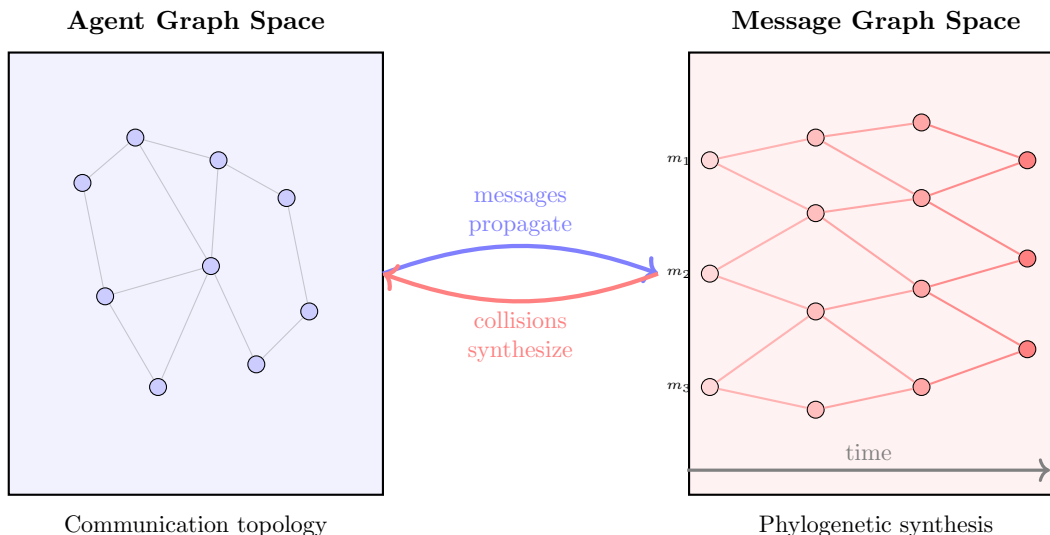 Agent Graph Space
Message Graph Space
messages
propagate
collisions
synthesize
m₁
m₂
m₃
time
Communication topology
Phylogenetic synthesis